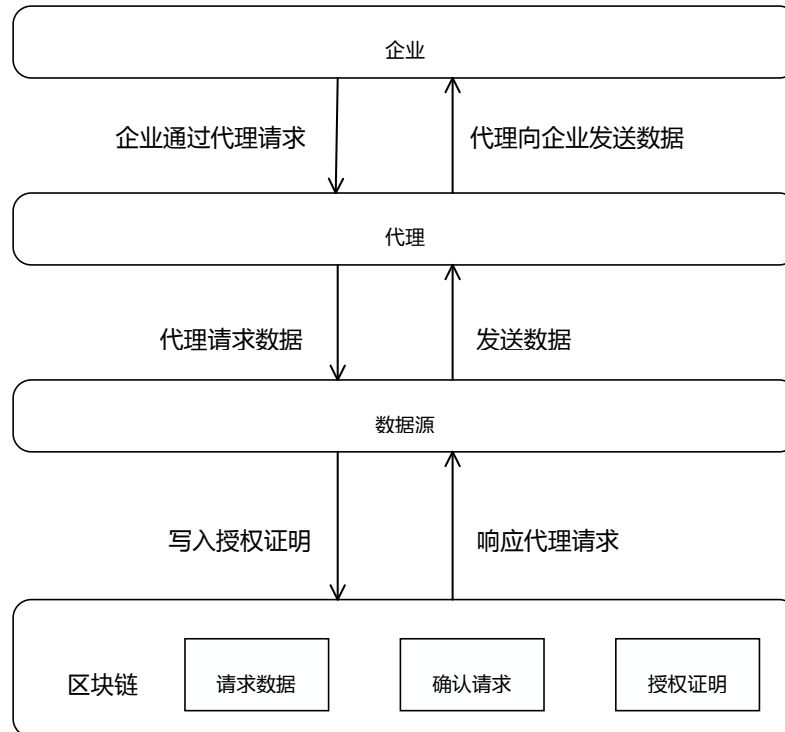 企业
企业通过代理请求
代理向企业发送数据
代理
代理请求数据
发送数据
数据源
写入授权证明
响应代理请求
区块链
请求数据
确认请求
授权证明